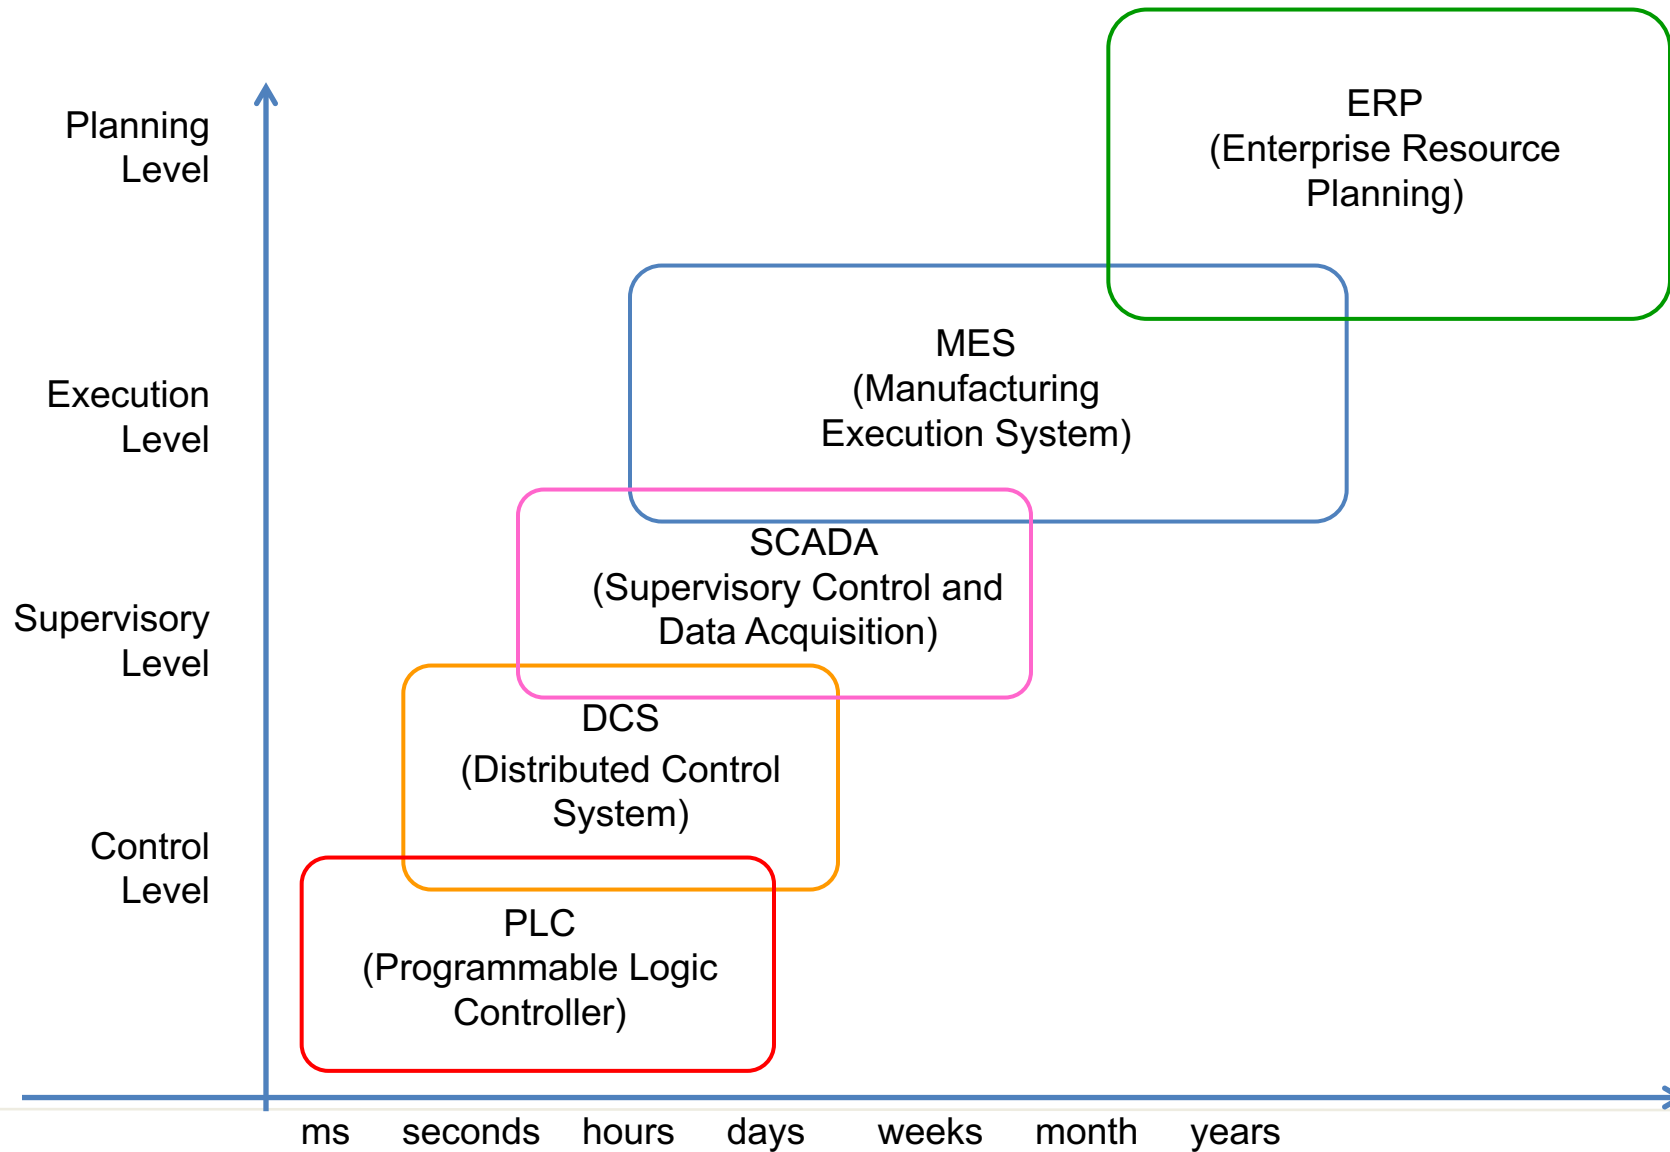 Planning
Level
ERP
(Enterprise Resource
Planning)
Execution
Level
MES
(Manufacturing
Execution System)
Supervisory
Level
SCADA
(Supervisory Control and
Data Acquisition)
DCS
(Distributed Control
System)
Control
Level
PLC
(Programmable Logic
Controller)
ms seconds hours days weeks month years